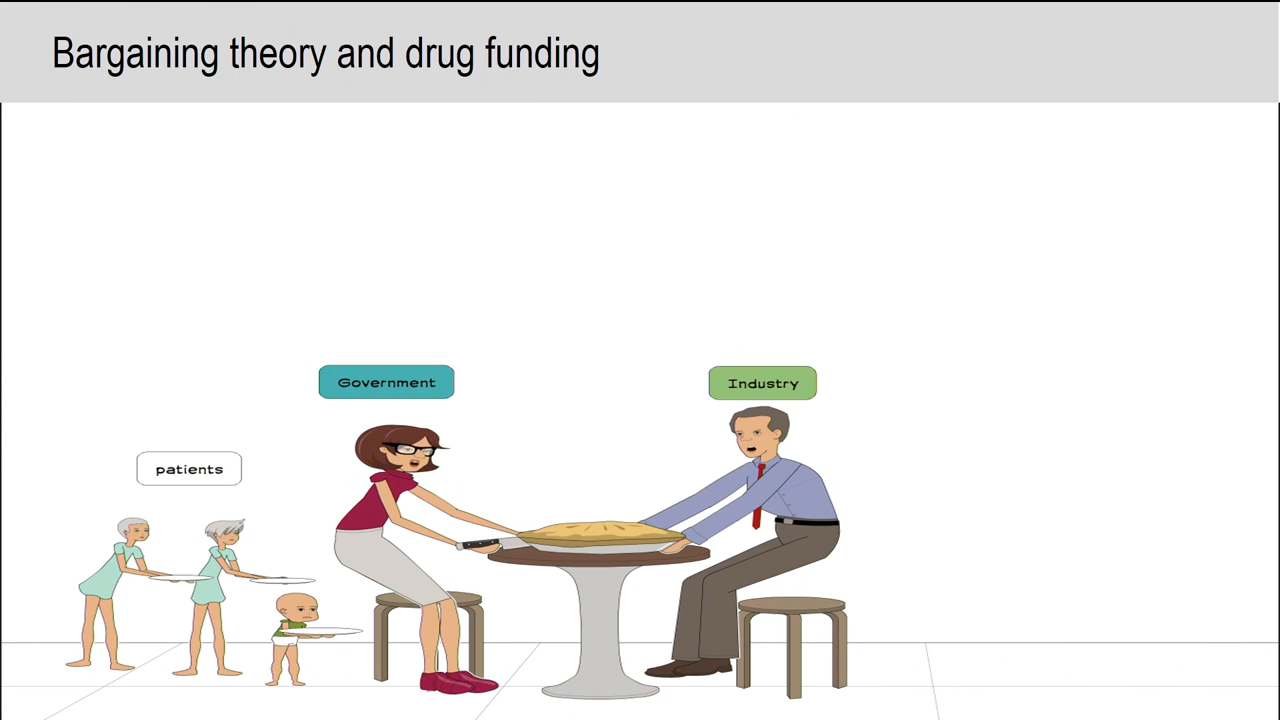 Bargaining theory and drug funding
Government
Industry
patients